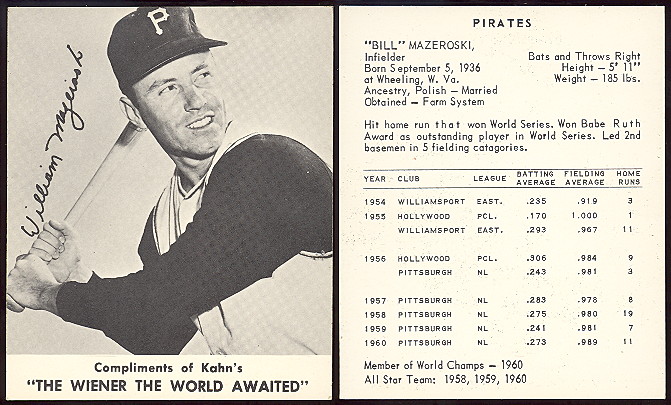 P
William Mazeroski
Compliments of Kahn's
"THE WIENER THE WORLD AWAITED"
PIRATES
"BILL" MAZEROSKI,
Infielder
Born September 5, 1936
at Wheeling, W. Va.
Ancestry, Polish — Married
Obtained — Farm System
Bats and Throws Right
Height — 5' 11"
Weight — 185 lbs.
Hit home run that won World Series. Won Babe Ruth
Award as outstanding player in World Series. Led 2nd
basemen in 5 fielding catagories.
YEAR CLUB LEAGUE BATTING AVERAGE FIELDING AVERAGE HOME RUNS
1954 WILLIAMSPORT EAST. .235 .919 3
1955 HOLLYWOOD PCL. .170 1.000 1
WILLIAMSPORT EAST. .293 .967 11
1956 HOLLYWOOD PCL. .306 .984 9
PITTSBURGH NL .243 .981 3
1957 PITTSBURGH NL .283 .978 8
1958 PITTSBURGH NL .275 .980 19
1959 PITTSBURGH NL .241 .981 7
1960 PITTSBURGH NL .273 .989 11
Member of World Champs — 1960
All Star Team: 1958, 1959, 1960